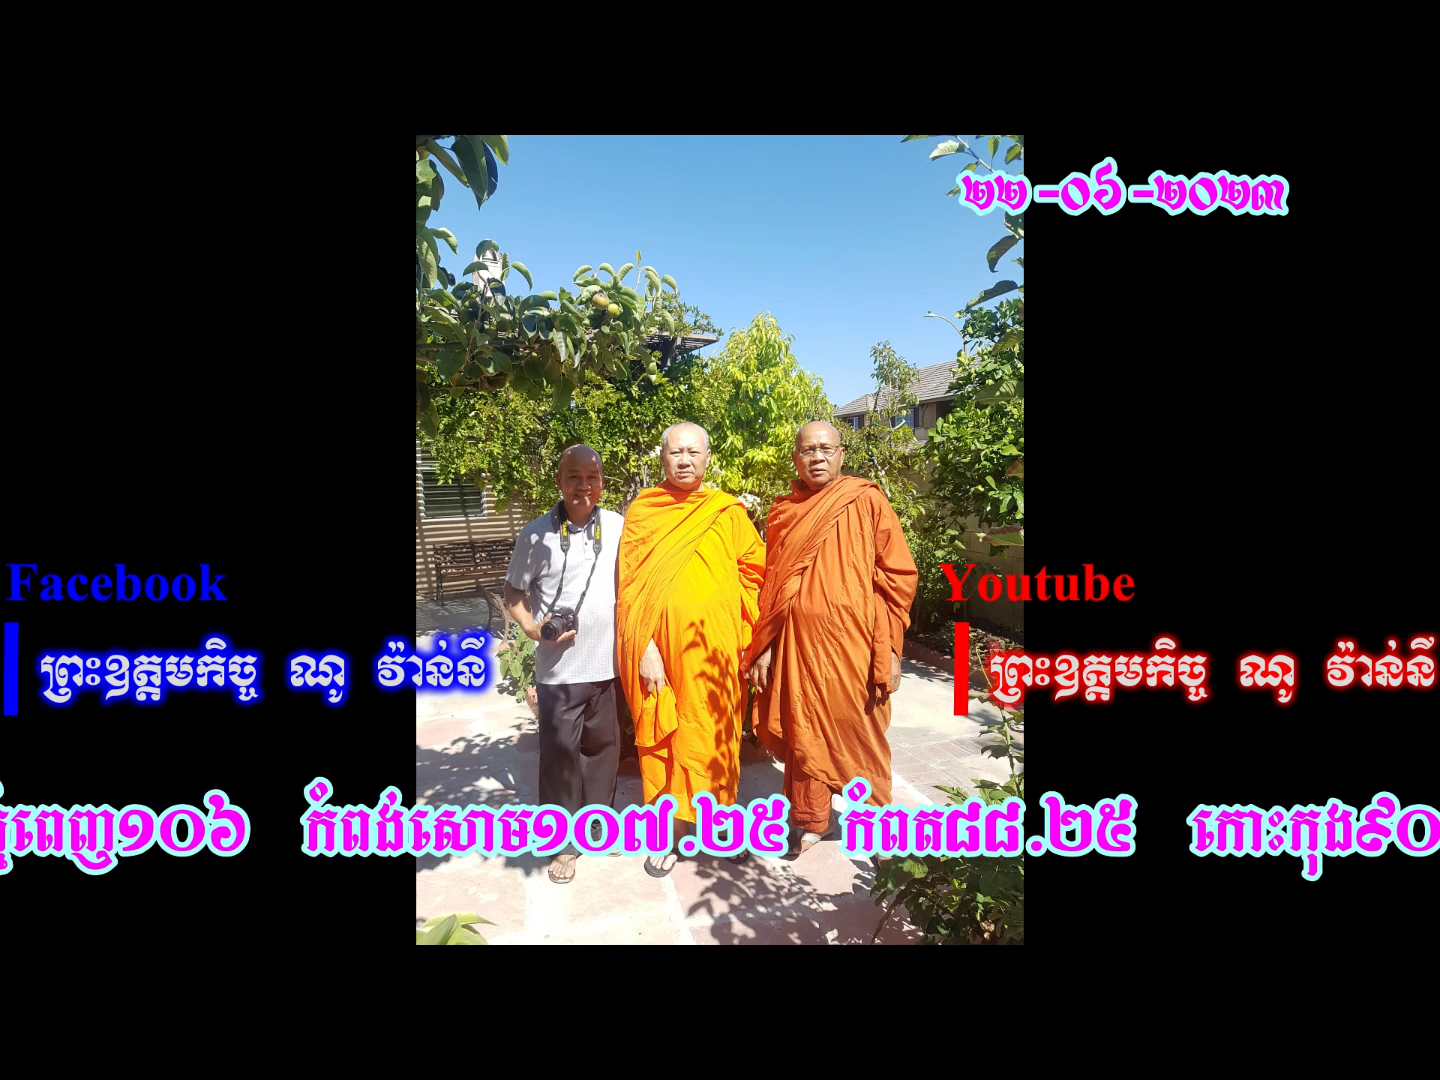 ២២-០៦-២០២៣
Facebook
Youtube
ព្រះឧត្តមកិច្ច ណូ វ៉ាន់នី
ព្រះឧត្តមកិច្ច ណូ វ៉ាន់នី
១០៦ កំពង់សោម១០៧.២៥ កំពត៨៨.២៥ កោះកុង៩០